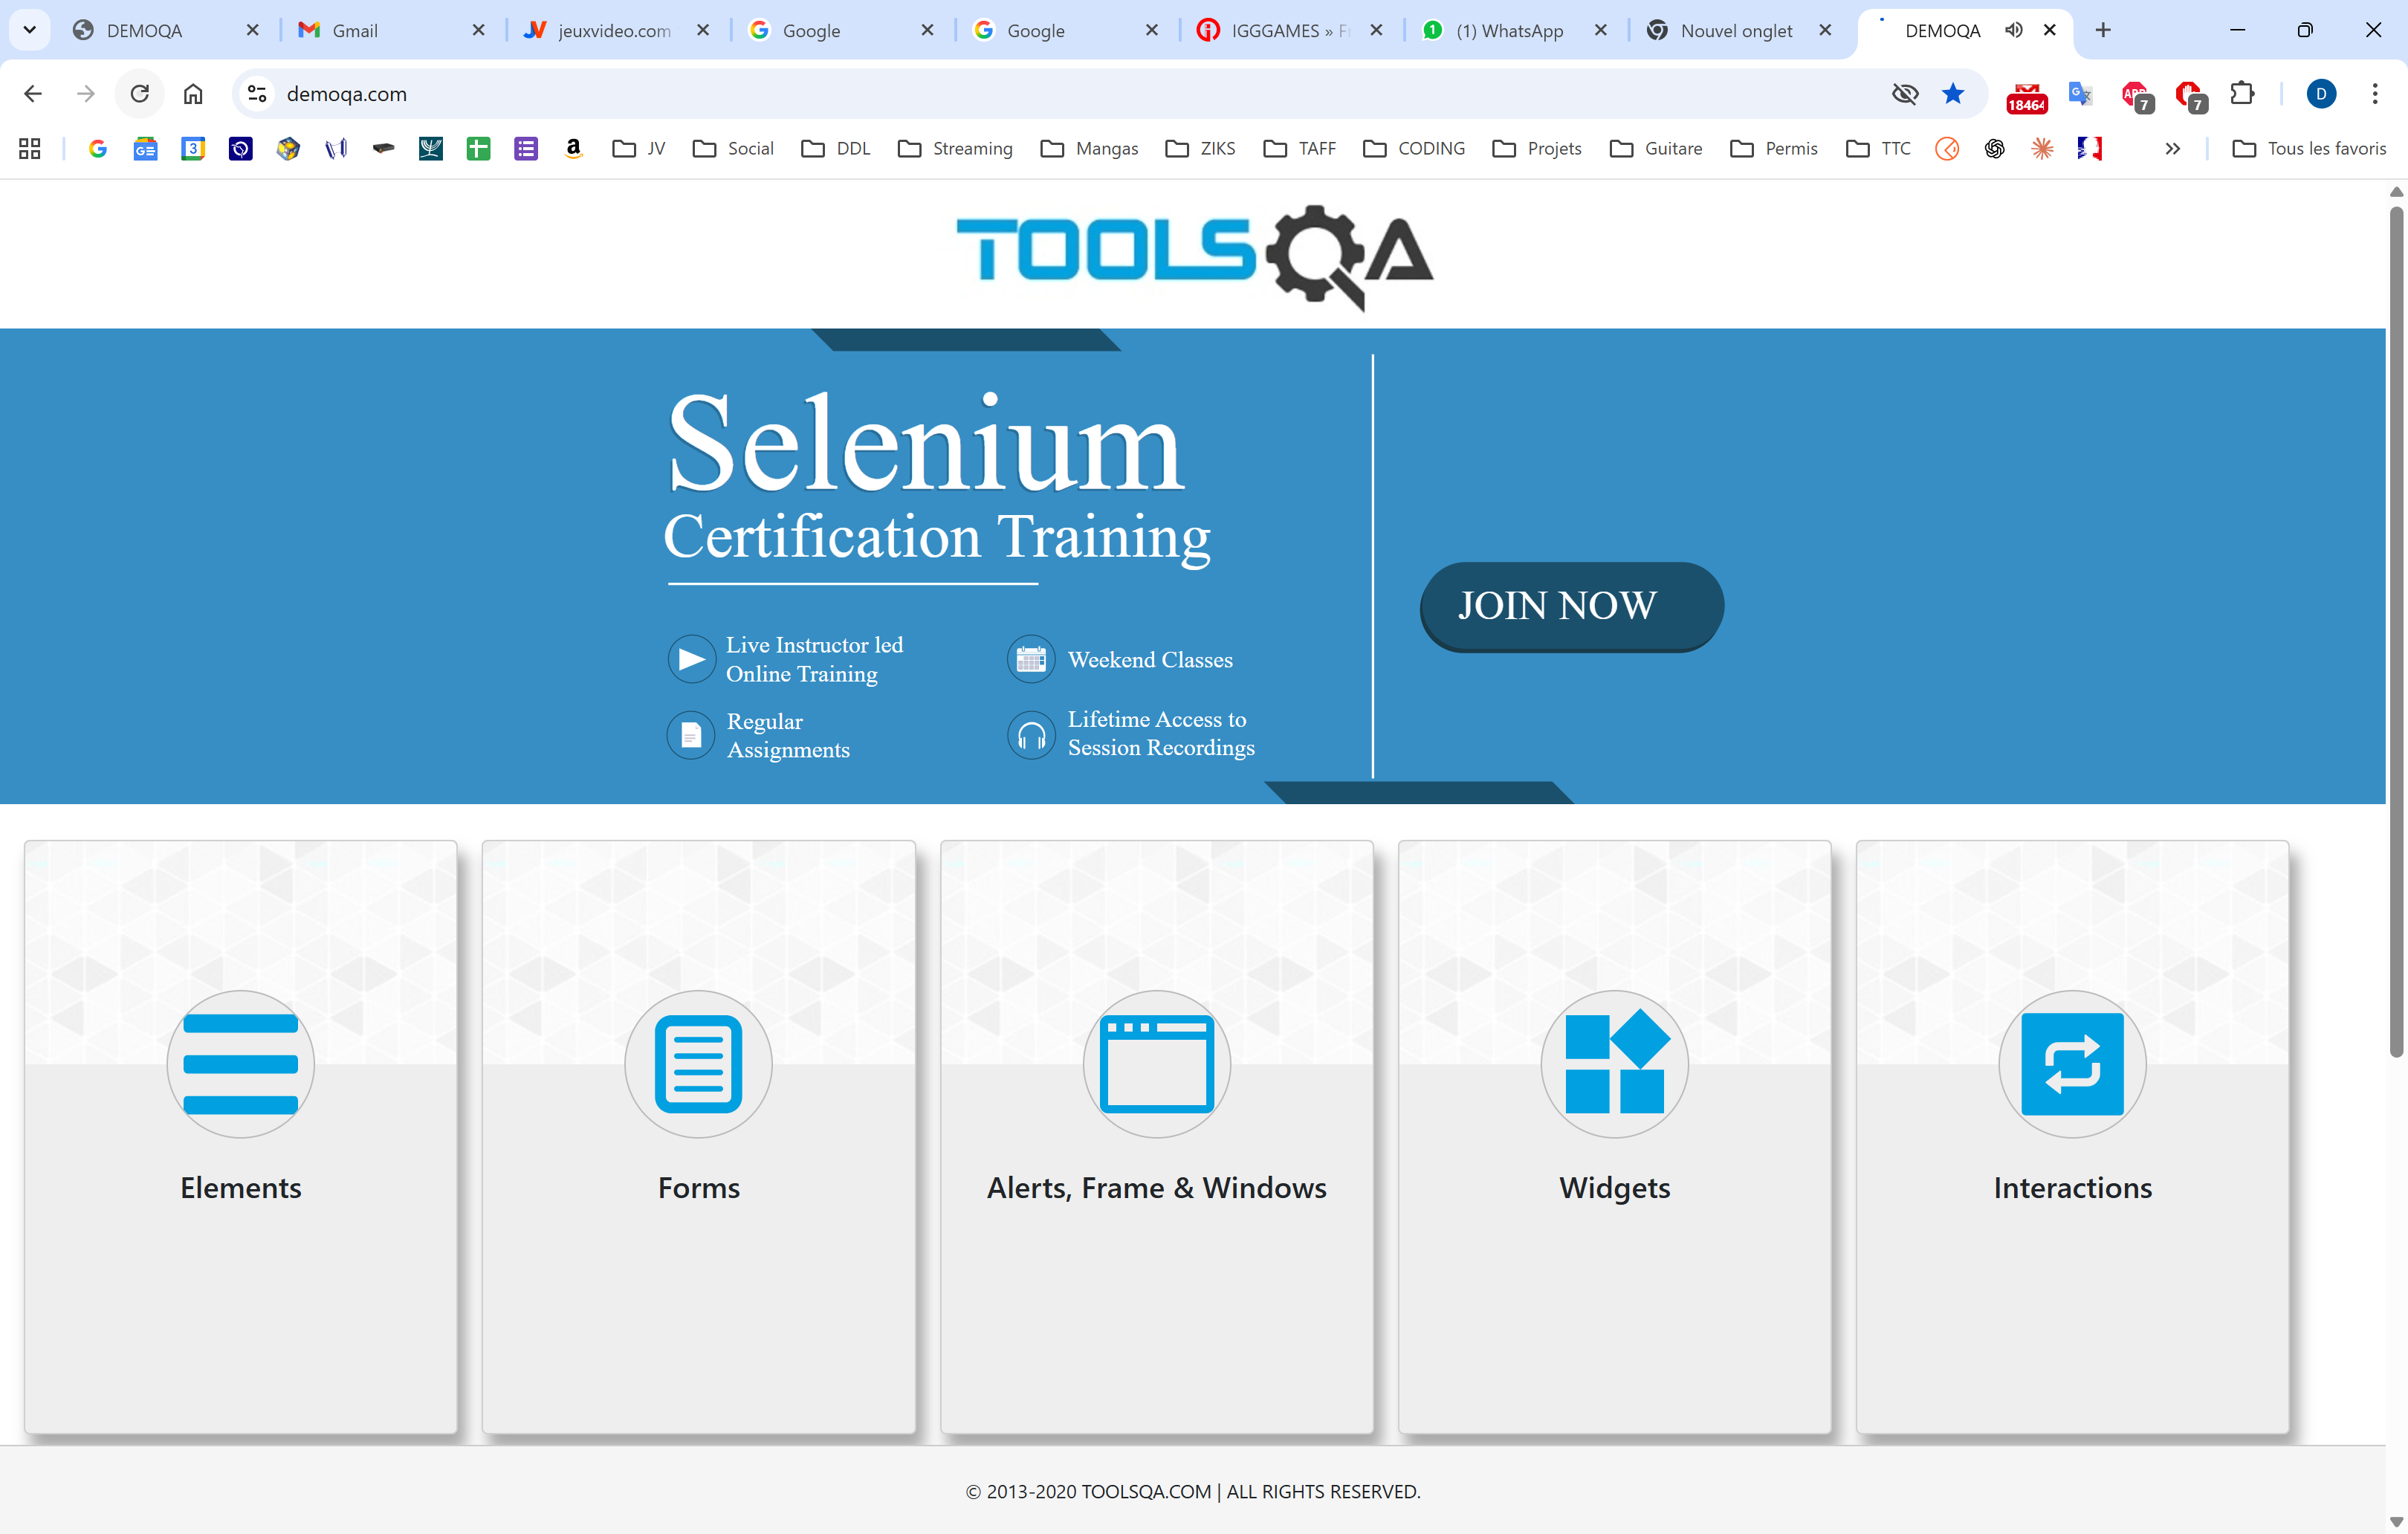 DEMOQA
Gmail
jeuxvideo.com
Google
Google
IGGGAMES » Fr
1
(1) WhatsApp
Nouvel onglet
DEMOQA
demoqa.com
18464
7
7
D
3
JV
Social
DDL
Streaming
Mangas
ZIKS
TAFF
CODING
Projets
Guitare
Permis
TTC
Tous les favoris
TOOLSQA
Selenium
Certification Training
Live Instructor led
Online Training
Weekend Classes
Regular
Assignments
Lifetime Access to
Session Recordings
JOIN NOW
Elements
Forms
Alerts, Frame & Windows
Widgets
Interactions
© 2013-2020 TOOLSQA.COM | ALL RIGHTS RESERVED.